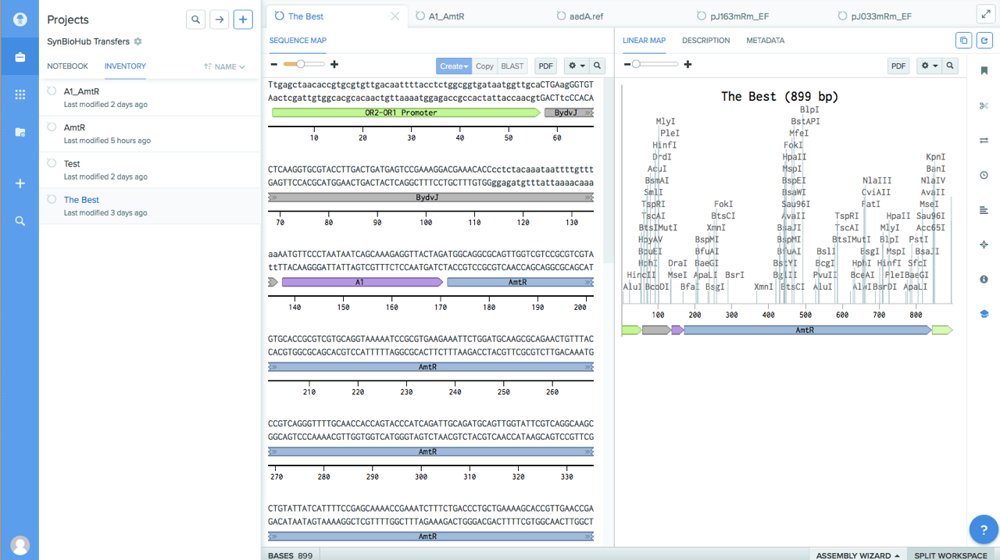 Projects
SynBioHub Transfers
NOTEBOOK
INVENTORY
NAME
A1_AmtR
Last modified 2 days ago
AmtR
Last modified 5 hours ago
Test
Last modified 2 days ago
The Best
Last modified 3 days ago
The Best
A1_AmtR
aadA.ref
pJ163mRm_EF
pJ033mRm_EF
SEQUENCE MAP
Create
Copy
BLAST
PDF
TtgagctaacaccgtgcgtgttgacaattttacctctggcggtgataatggttgcaCTGAagGGTGT
AactcgattgtggcacgcacaactgttaaaatggagaccgccactattaccaacgtGACTtcCCACA
OR2-OR1 Promoter
BydvJ
10 20 30 40 50 60
CTCAAGGTGCGTACCTTGACTGATGAGTCCGAAAGGACGAAACACCcctctacaaataattttgttt
GAGTTCCACGCATGGAACTGACTACTCAGGCTTTCCTGCTTTGTGGggagatgtttattaaaacaaa
BydvJ
70 80 90 100 110 120 130
aaAATGTTCCCTAATAATCAGCAAAGAGGTTACTAGATGGCAGGCGCAGTTGGTCGTCCGCGTCGTA
ttTTACAAGGGATTATTAGTCGTTTCTCCAATGATCTACCGTCCGCGTCAACCAGCAGGCGCAGCAT
A1
AmtR
140 150 160 170 180 190 200
GTGCACCGCGTCGTGCAGGTAAAAATCCGCGTGAAGAAATTCTGGATGCAAGCGCAGAACTGTTTAC
CACGTGGCGCAGCACGTCCATTTTTAGGCGCACTTCTTTAAGACCTACGTTCGCGTCTTGACAAATG
AmtR
210 220 230 240 250 260
CCGTCAGGGTTTTGCAACCACCAGTACCCATCAGATTGCAGATGCAGTTGGTATTCGTCAGGCAAGC
GGCAGTCCCAAAACGTTGGTGGTCATGGGTAGTCTAACGTCTACGTCAACCATAAGCAGTCCGTTCG
AmtR
270 280 290 300 310 320 330
CTGTATTATCATTTTCCGAGCAAAACCGAAATCTTTCTGACCCTGCTGAAAAGCACCGTTGAACCGA
GACATAATAGTAAAAGGCTCGTTTTGGCTTTAGAAAGACTGGGACGACTTTTCGTGGCAACTTGGCT
AmtR
BASES 899
LINEAR MAP
DESCRIPTION
METADATA
PDF
The Best (899 bp)
BlpI
MlyI BstAPI
PleI MfeI
HinfI FokI
DrdI HpaII KpnI
AcuI MspI BanI
BsmAI BspEI NlaIII NlaIV
SmlI BsaWI CviAII AvaII
TspRI FokI Sau96I FatI MseI
TscAI BtsCI AvaII TspRI HpaII Sau96I
BtsIMutI XmnI BsaJI TscAI MlyI Acc65I
HpyAV BspMI BspMI BtsIMutI BlpI PstI
BcuEI BfuAI BfuAI BslI BsgI MspI BsaJI
HphI DraI BaeGI BstYI BcgI HphI HinfI SfcI
HincII MseI ApaLI BsrI BglII PvuII BceAI PleI BaeGI
AluI BcoDI BfaI BsgI XmnI BtsCI AluI AlwI BsrDI ApaLI
100 200 300 400 500 600 700 800
AmtR
ASSEMBLY WIZARD
SPLIT WORKSPACE
?